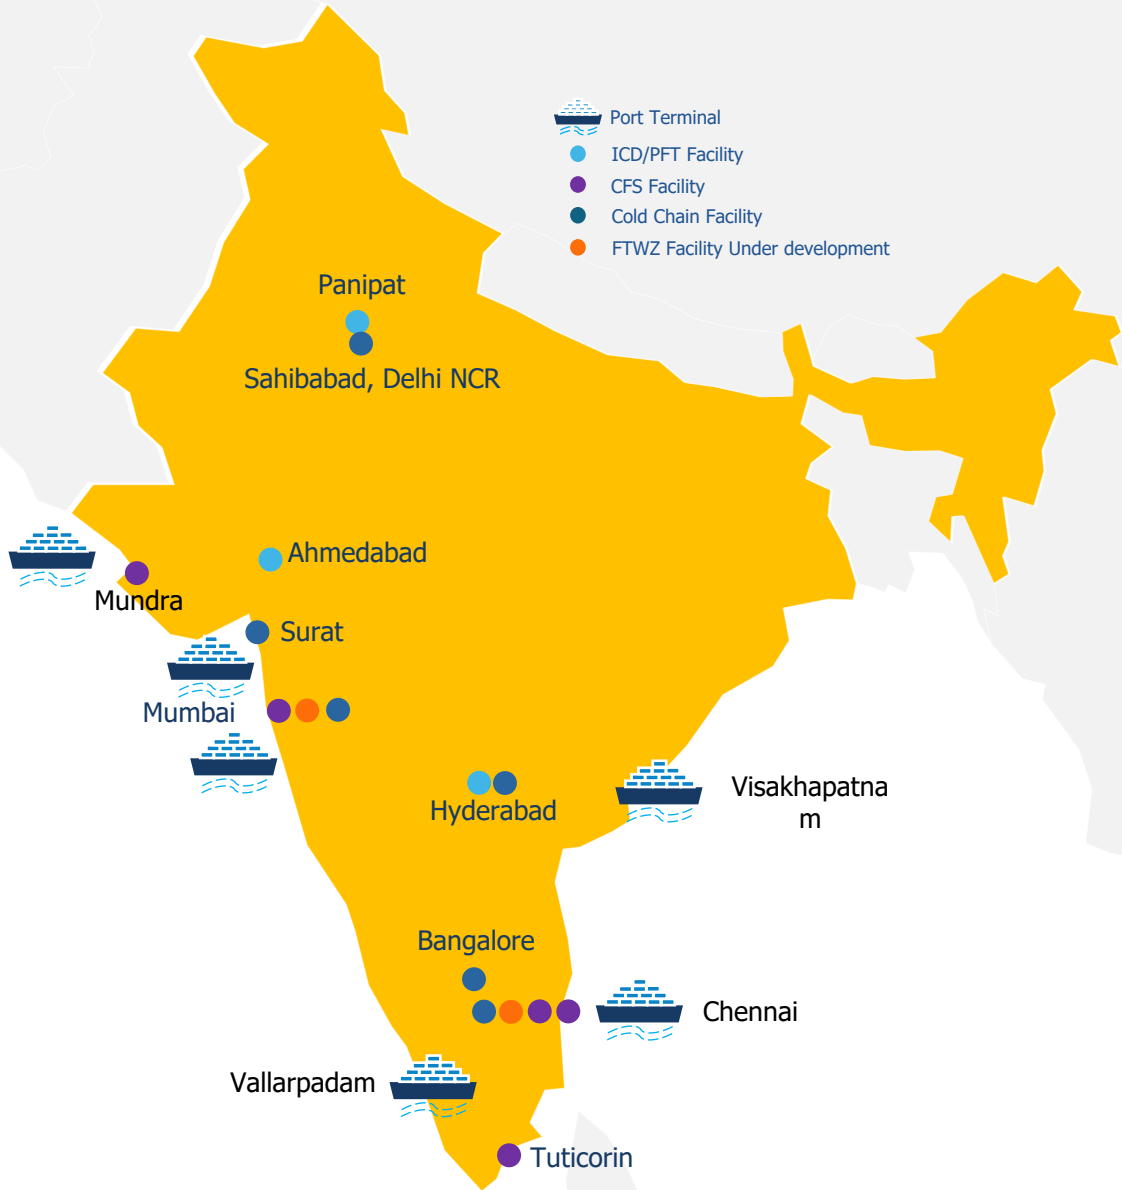 Port Terminal
ICD/PFT Facility
CFS Facility
Cold Chain Facility
FTWZ Facility Under development
Panipat
Sahibabad, Delhi NCR
Ahmedabad
Mundra
Surat
Mumbai
Hyderabad
Visakhapatna
m
Bangalore
Chennai
Vallarpadam
Tuticorin